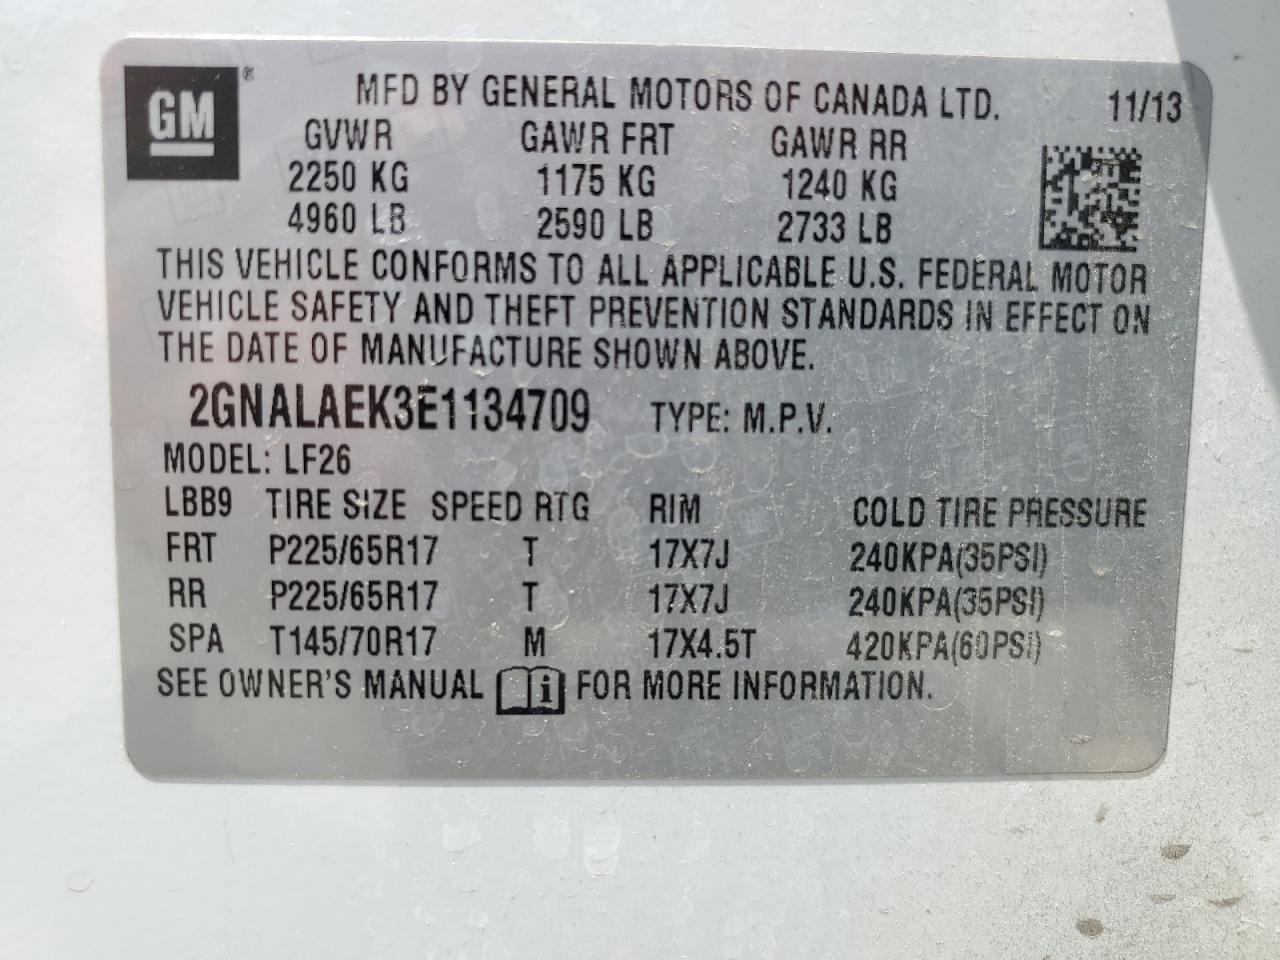 GM ® MFD BY GENERAL MOTORS OF CANADA LTD. 11/13
GVWR GAWR FRT GAWR RR
2250 KG 1175 KG 1240 KG
4960 LB 2590 LB 2733 LB
THIS VEHICLE CONFORMS TO ALL APPLICABLE U.S. FEDERAL MOTOR
VEHICLE SAFETY AND THEFT PREVENTION STANDARDS IN EFFECT ON
THE DATE OF MANUFACTURE SHOWN ABOVE.
2GNALAEK3E1134709 TYPE: M.P.V.
MODEL: LF26
LBB9 TIRE SIZE SPEED RTG RIM COLD TIRE PRESSURE
FRT P225/65R17 T 17X7J 240KPA(35PSI)
RR P225/65R17 T 17X7J 240KPA(35PSI)
SPA T145/70R17 M 17X4.5T 420KPA(60PSI)
SEE OWNER'S MANUAL i FOR MORE INFORMATION.